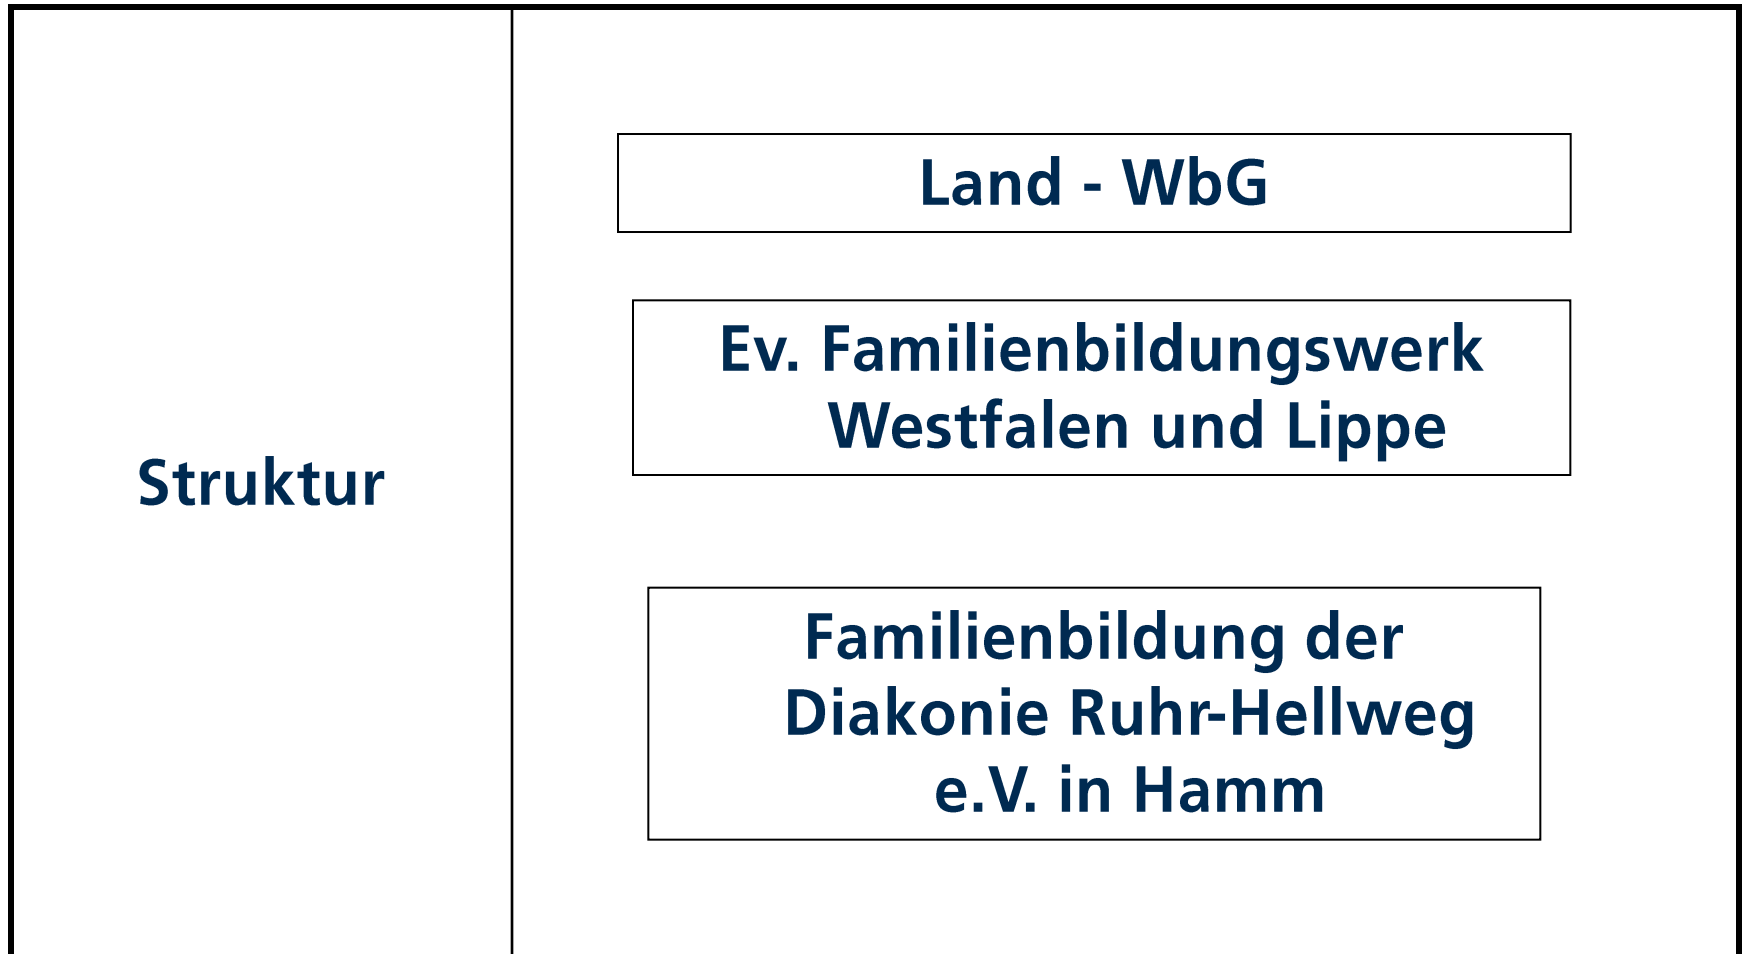 Struktur
Land - WbG
Ev. Familienbildungswerk
Westfalen und Lippe
Familienbildung der
Diakonie Ruhr-Hellweg
e.V. in Hamm